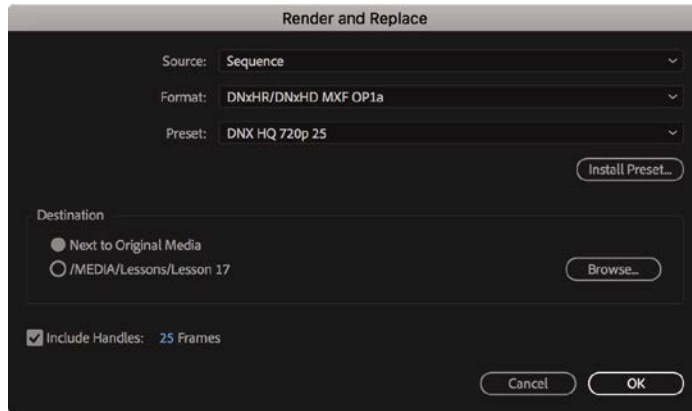 Render and Replace
Source: Sequence
Format: DNxHR/DNxHD MXF OP1a
Preset: DNX HQ 720p 25
Install Preset...
Destination
Next to Original Media
/MEDIA/Lessons/Lesson 17
Browse...
Include Handles: 25 Frames
Cancel OK